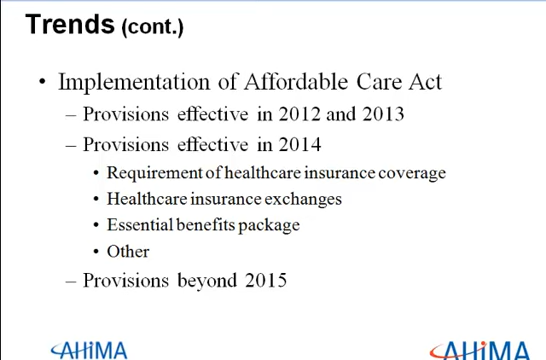 Trends (cont.)
• Implementation of Affordable Care Act
– Provisions effective in 2012 and 2013
– Provisions effective in 2014
• Requirement of healthcare insurance coverage
• Healthcare insurance exchanges
• Essential benefits package
• Other
– Provisions beyond 2015
AHiMA AHiMA